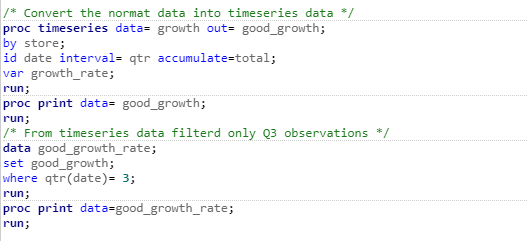 /* Convert the normat data into timeseries data */
proc timeseries data= growth out= good_growth;
by store;
id date interval= qtr accumulate=total;
var growth_rate;
run;
proc print data= good_growth;
run;
/* From timeseries data filterd only Q3 observations */
data good_growth_rate;
set good_growth;
where qtr(date)= 3;
run;
proc print data=good_growth_rate;
run;